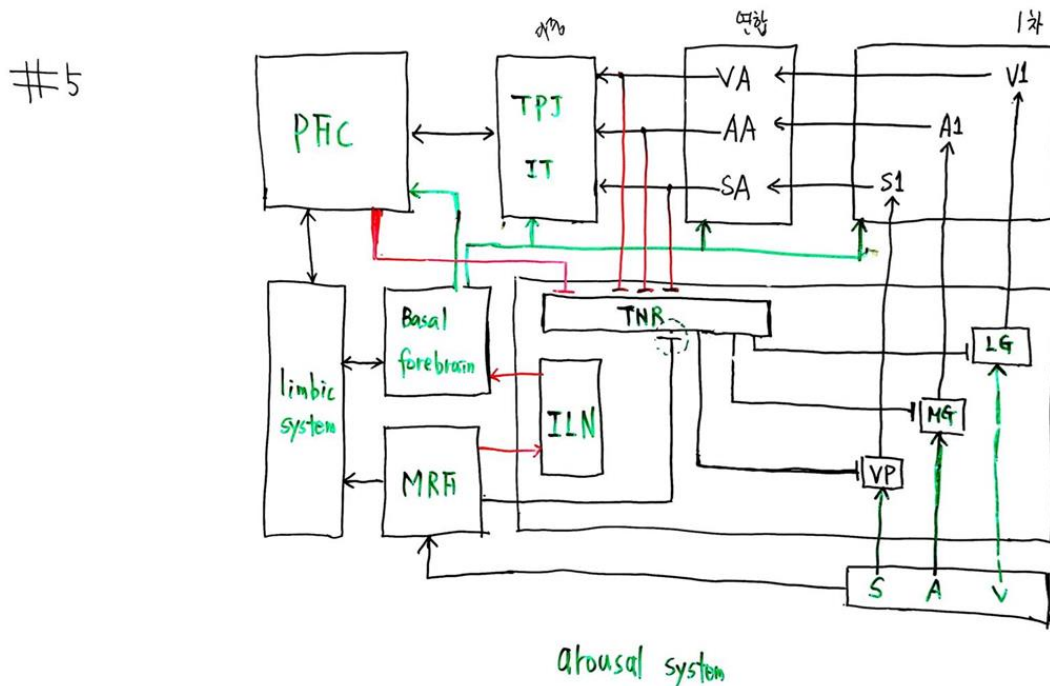 #5
연합
1차
PFC
TPJ
IT
VA
AA
SA
V1
A1
S1
Basal
forebrain
TNR
LG
limbic
system
ILN
MG
MRF
VP
S A V
arousal system